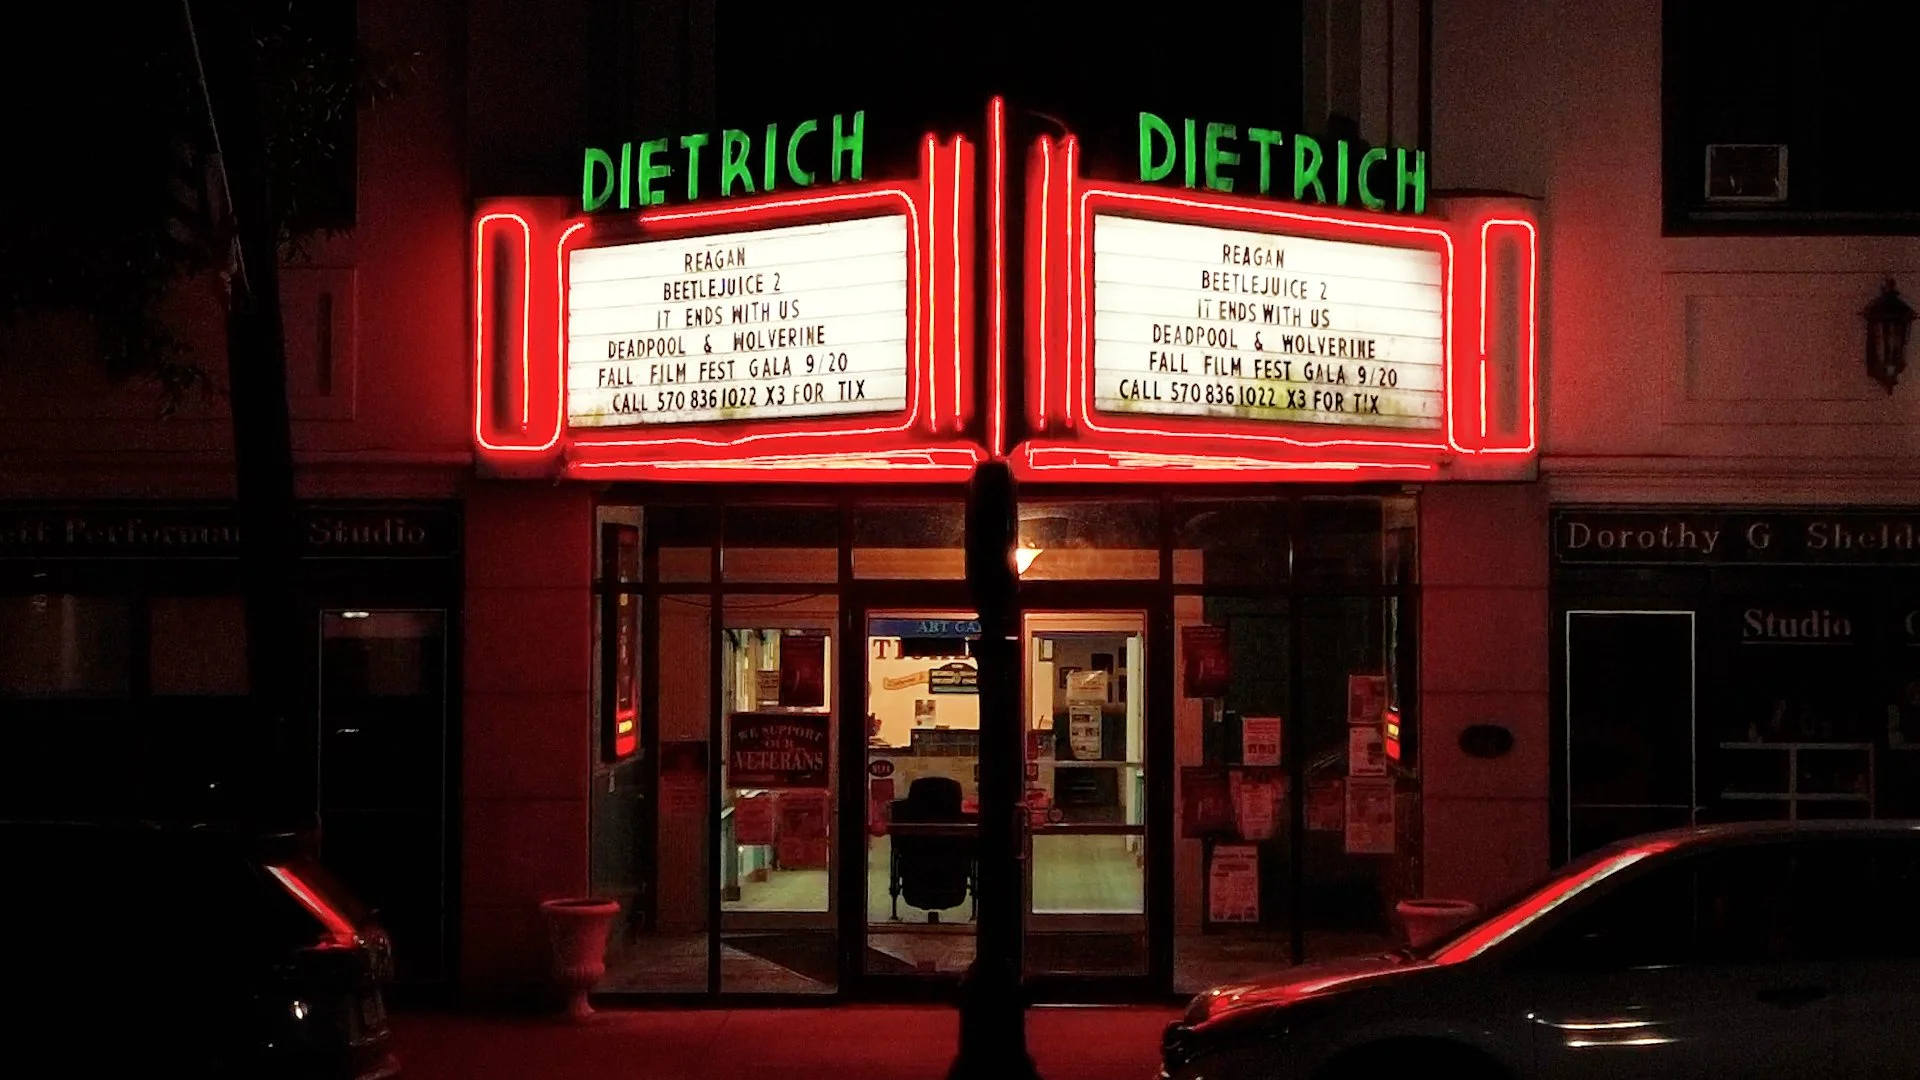 DIETRICH
REAGAN
BEETLEJUICE 2
IT ENDS WITH US
DEADPOOL & WOLVERINE
FALL FILM FEST GALA 9/20
CALL 570 836 1022 X3 FOR TIX
DIETRICH
REAGAN
BEETLEJUICE 2
IT ENDS WITH US
DEADPOOL & WOLVERINE
FALL FILM FEST GALA 9/20
CALL 570 836 1022 X3 FOR TIX
Studio
Dorothy G
Studio
ART
WE SUPPORT
OUR
VETERANS